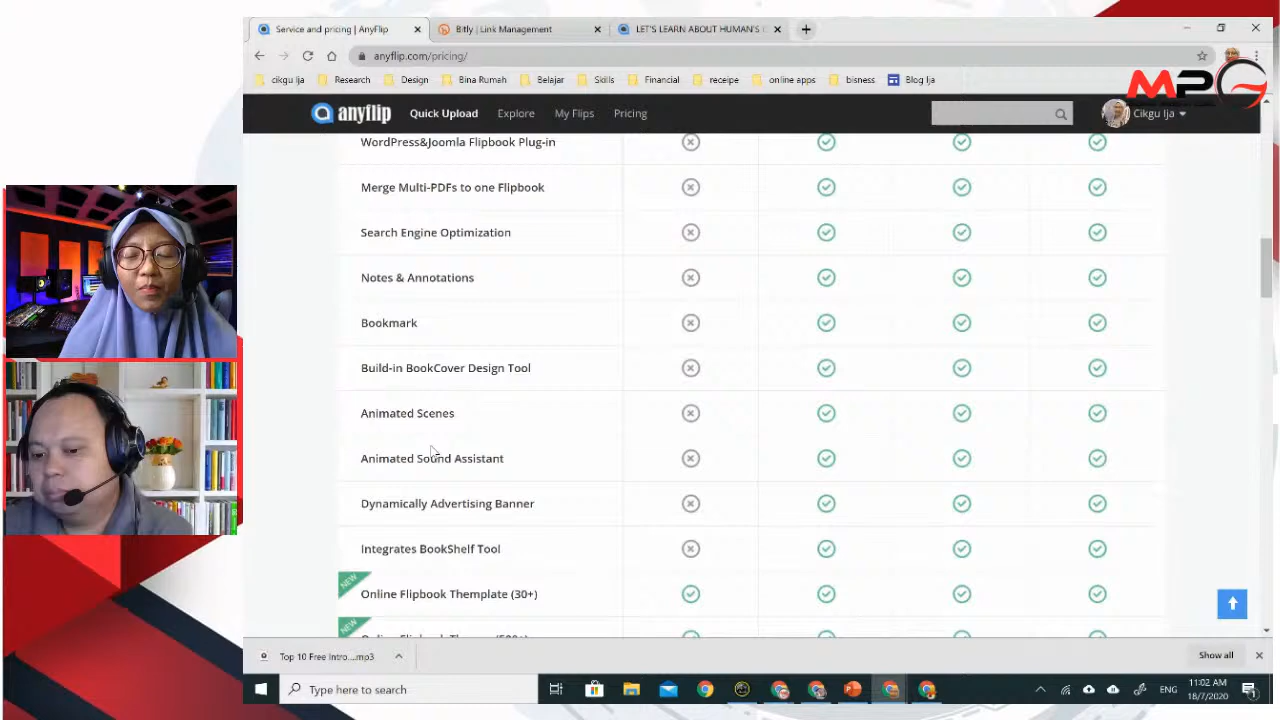 Service and pricing | AnyFlip
Bitly | Link Management
LET'S LEARN ABOUT HUMAN'S
anyflip.com/pricing/
cikgu Ija
Research
Design
Bina Rumah
Belajar
Skills
Financial
receipe
online apps
bisness
Blog Ija
MPG
anyflip
Quick Upload
Explore
My Flips
Pricing
Cikgu Ija
WordPress&Joomla Flipbook Plug-in
Merge Multi-PDFs to one Flipbook
Search Engine Optimization
Notes & Annotations
Bookmark
Build-in BookCover Design Tool
Animated Scenes
Animated Sound Assistant
Dynamically Advertising Banner
Integrates BookShelf Tool
NEW
Online Flipbook Themplate (30+)
NEW
Top 10 Free Intro....mp3
Show all
Type here to search
ENG
11:02 AM
18/7/2020